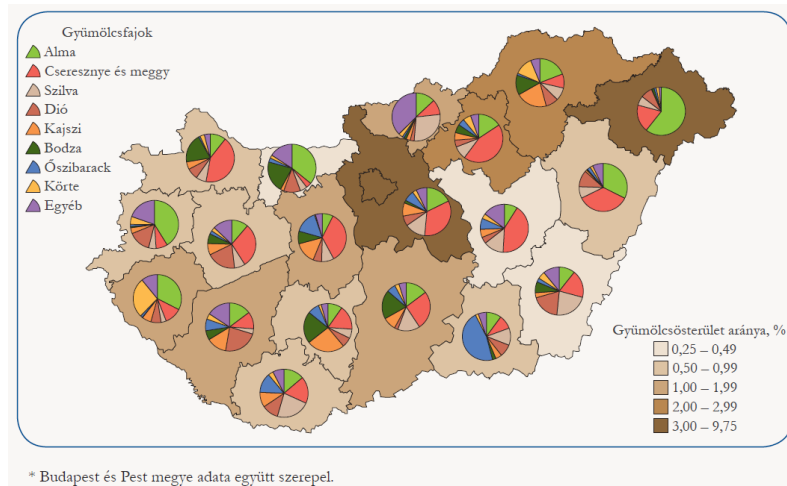 Gyümölcsfajok
Alma
Cseresznye és meggy
Szilva
Dió
Kajszi
Bodza
Őszibarack
Körte
Egyéb
Gyümölcsösterület aránya, %
0,25 – 0,49
0,50 – 0,99
1,00 – 1,99
2,00 – 2,99
3,00 – 9,75
* Budapest és Pest megye adata együtt szerepel.